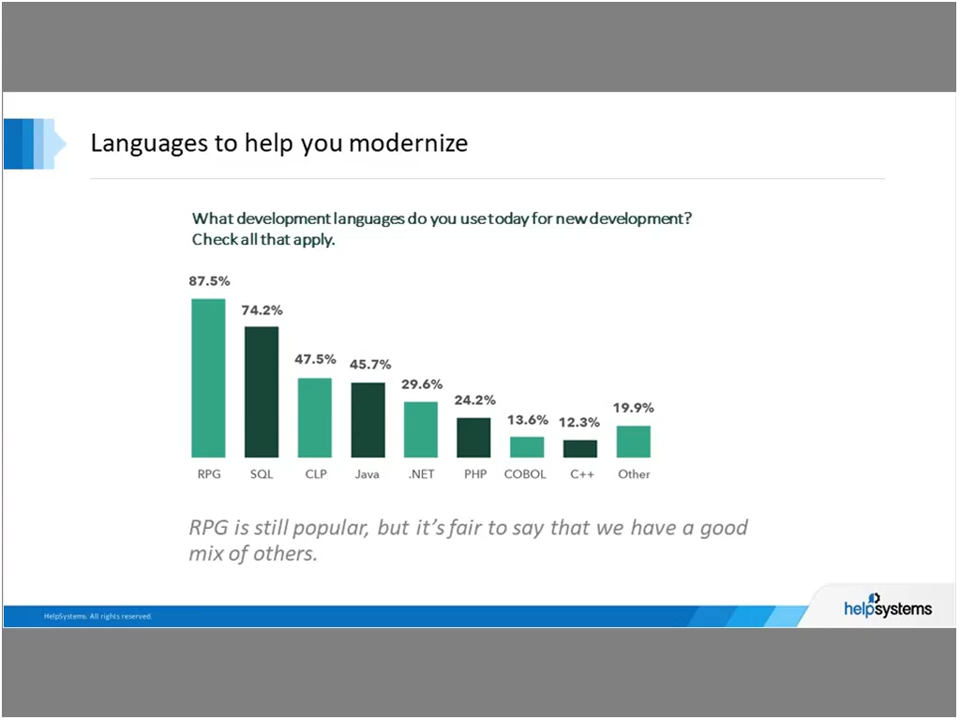 Languages to help you modernize
What development languages do you use today for new development?
Check all that apply.
87.5%
74.2%
47.5%
45.7%
29.6%
24.2%
13.6%
12.3%
19.9%
RPG
SQL
CLP
Java
.NET
PHP
COBOL
C++
Other
RPG is still popular, but it's fair to say that we have a good
mix of others.
HelpSystems. All rights reserved.
helpsystems